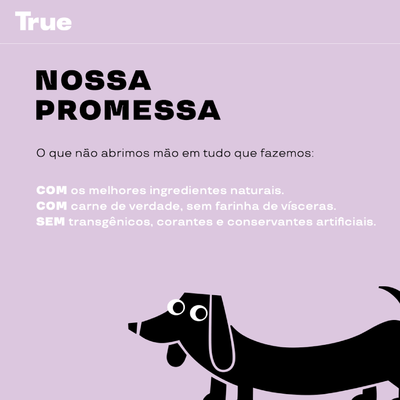 True
NOSSA
PROMESSA
O que não abrimos mão em tudo que fazemos:
COM os melhores ingredientes naturais.
COM carne de verdade, sem farinha de vísceras.
SEM transgênicos, corantes e conservantes artificiais.